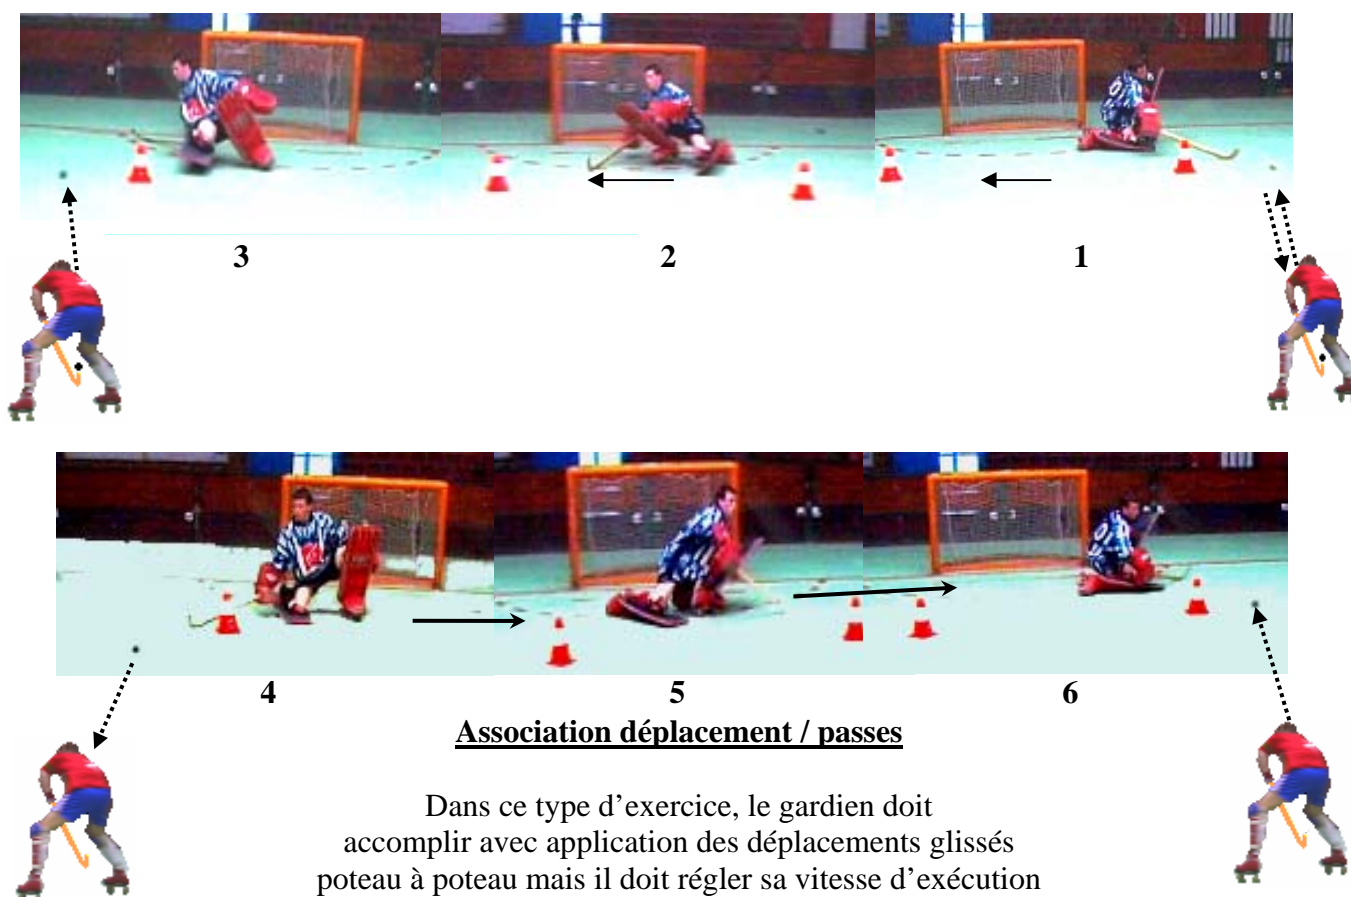 3 2 1
4 5 6
Association déplacement / passes
Dans ce type d’exercice, le gardien doit
accomplir avec application des déplacements glissés
poteau à poteau mais il doit régler sa vitesse d’exécution